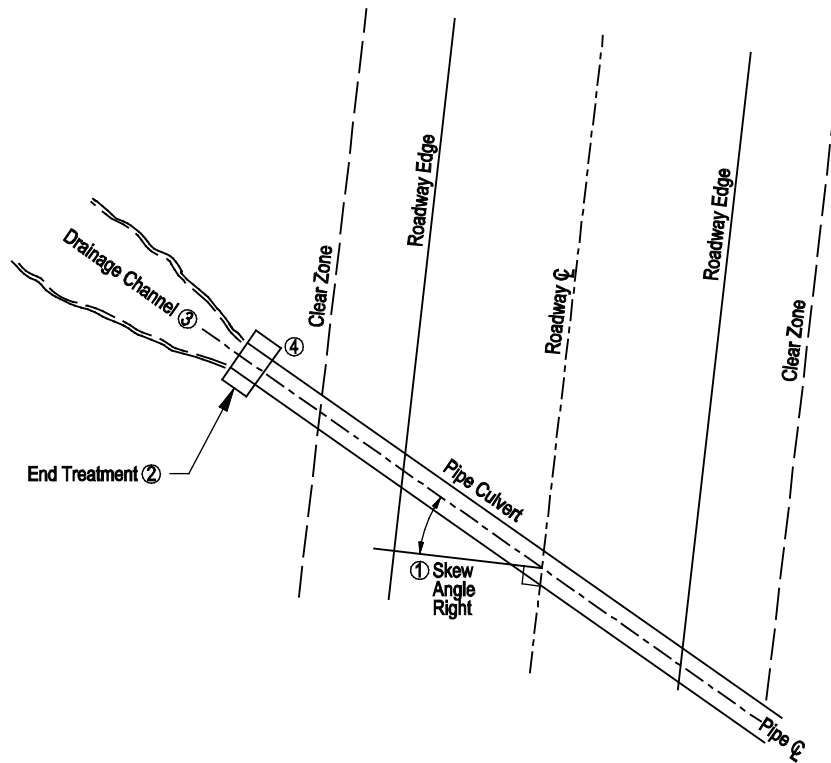 Roadway Edge
Roadway Edge
Drainage Channel ③
Clear Zone
Roadway ℄
Clear Zone
④
End Treatment ②
Pipe Culvert
① Skew
Angle
Right
Pipe ℄